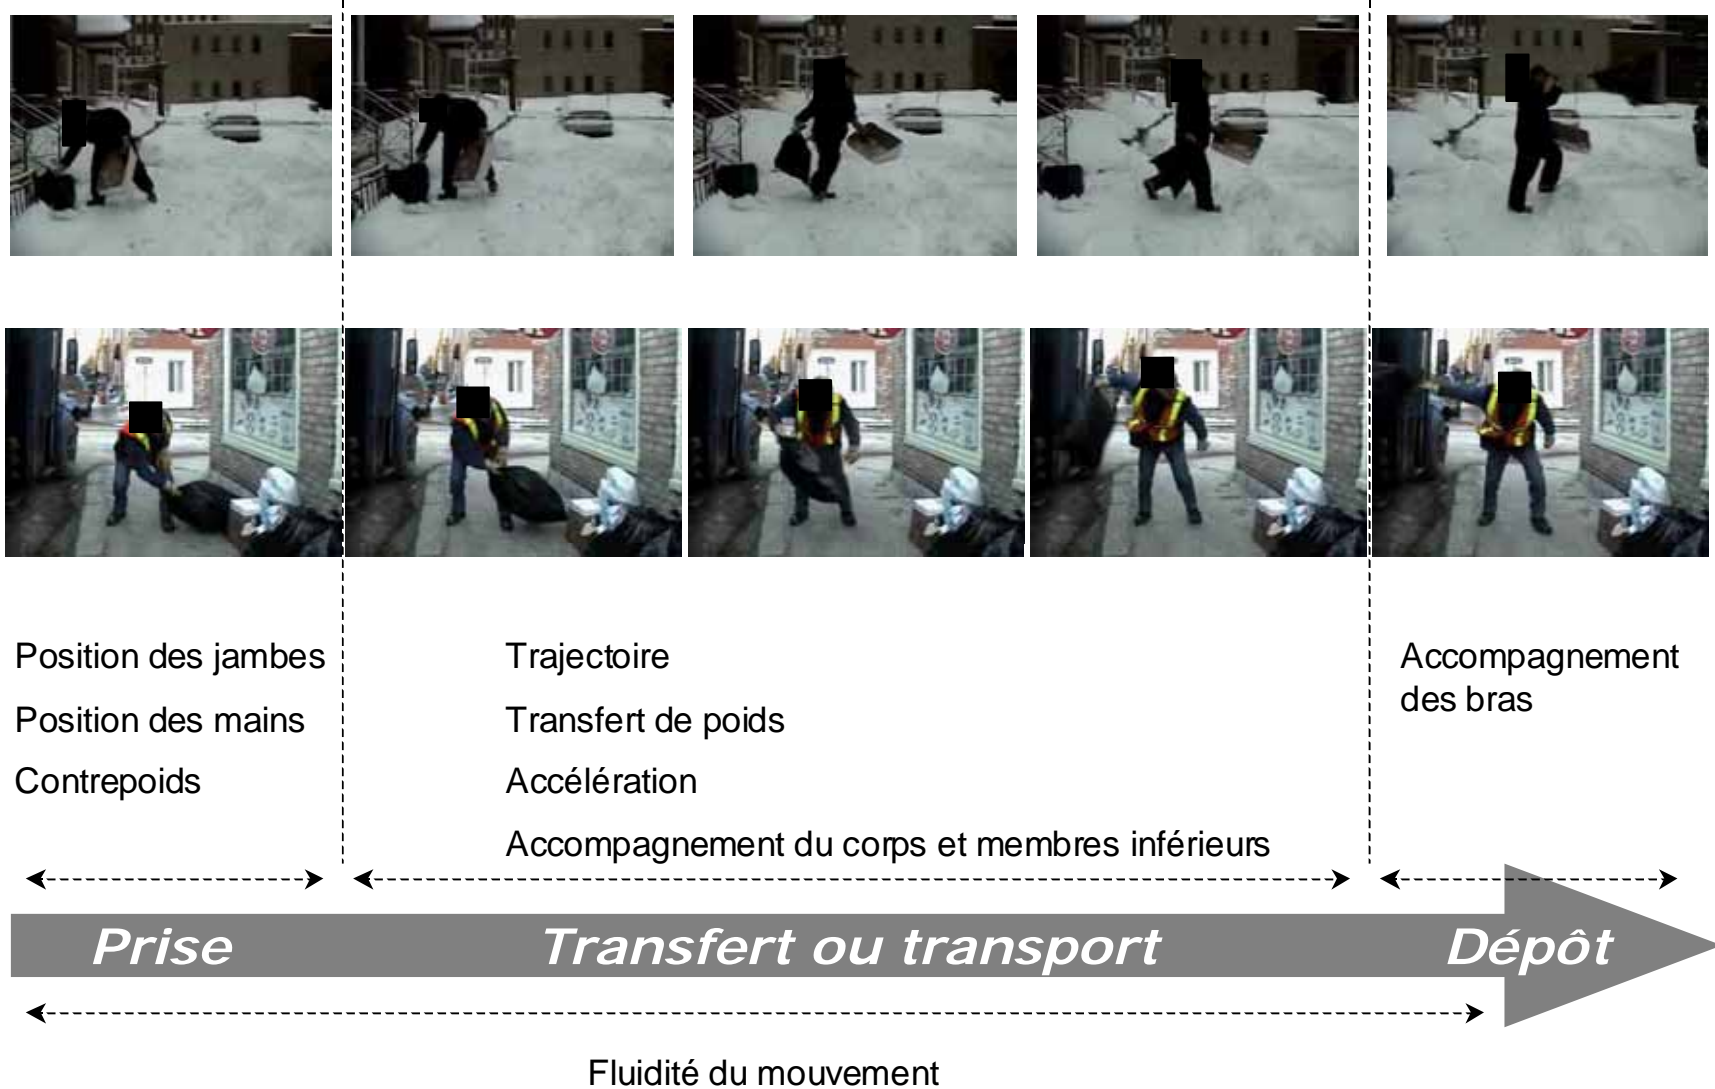 Position des jambes
Position des mains
Contrepoids
Trajectoire
Transfert de poids
Accélération
Accompagnement du corps et membres inférieurs
Accompagnement
des bras
Prise
Transfert ou transport
Dépôt
Fluidité du mouvement